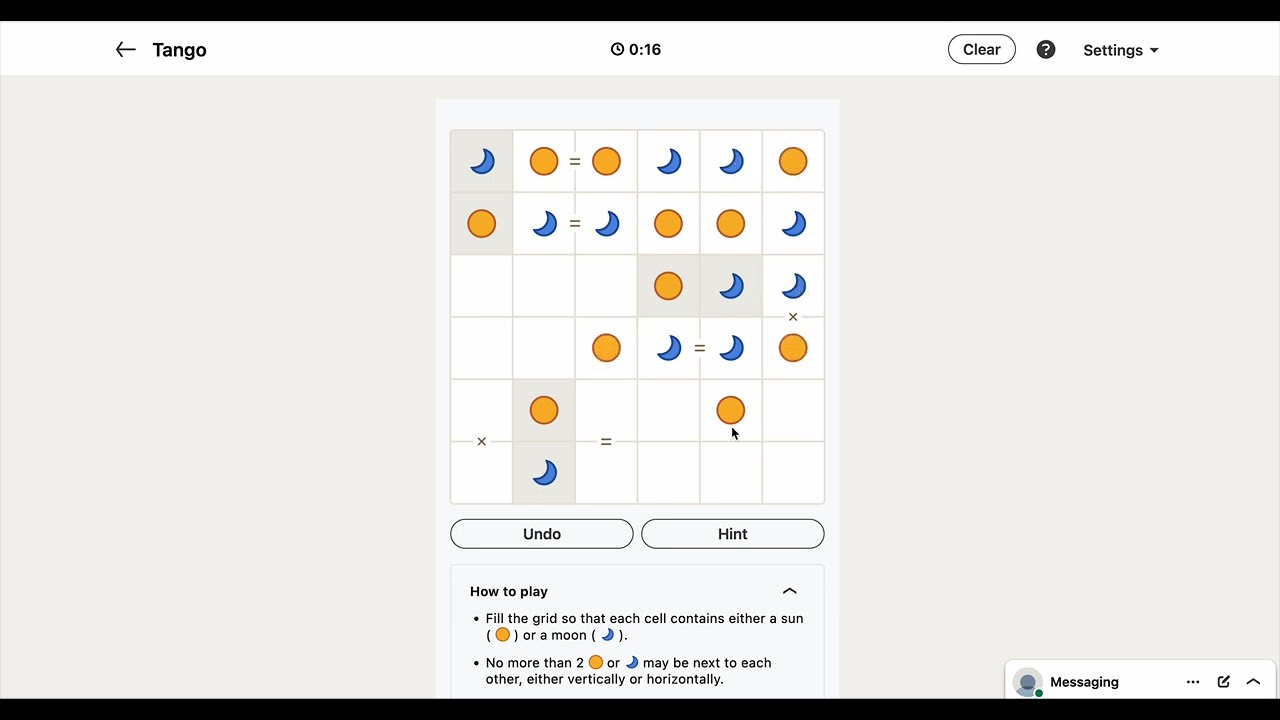 Tango
0:16
Clear
?
Settings
=
=
×
=
×
=
Undo
Hint
How to play
• Fill the grid so that each cell contains either a sun
( ) or a moon ( ).
• No more than 2 or may be next to each
other, either vertically or horizontally.
Messaging